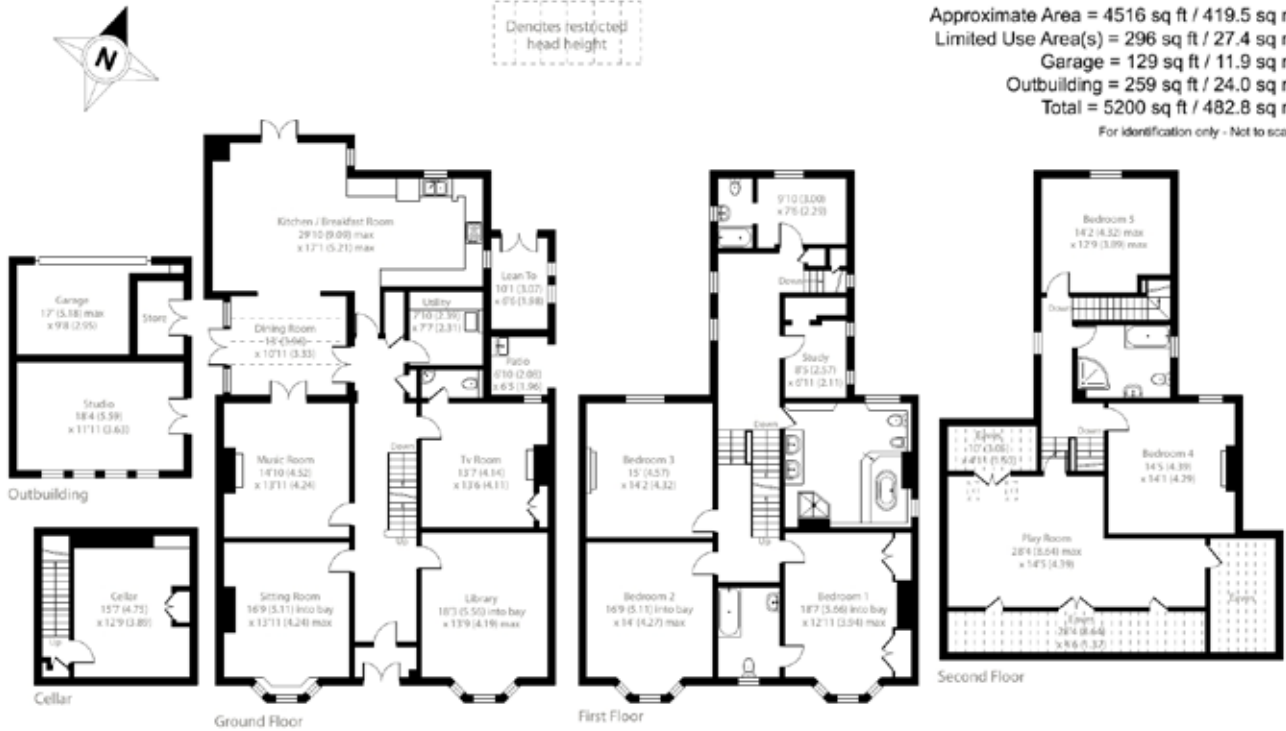 N
Denotes restricted
head height
Approximate Area = 4516 sq ft / 419.5 sq
Limited Use Area(s) = 296 sq ft / 27.4 sq
Garage = 129 sq ft / 11.9 sq
Outbuilding = 259 sq ft / 24.0 sq
Total = 5200 sq ft / 482.8 sq
For identification only - Not to
Kitchen / Breakfast Room
29'10 (9.09) max
x 17'1 (5.21) max
Lean To
10'1 (3.07)
x 6'6 (1.98)
Utility
7'10 (2.39)
x 7'7 (2.31)
Garage
17' (5.18) max
x 9'8 (2.95)
Store
Dining Room
x 10'11 (3.33)
Patio
6'10 (2.08)
x 6'5 (1.96)
Studio
18'4 (5.59)
x 11'11 (3.63)
Outbuilding
Music Room
14'10 (4.52)
x 13'11 (4.24)
Down
Tv Room
13'7 (4.14)
x 13'6 (4.11)
Up
Cellar
15'7 (4.75)
x 12'9 (3.89)
Up
Cellar
Sitting Room
16'9 (5.11) into bay
x 13'11 (4.24) max
Library
18'3 (5.56) into bay
x 13'9 (4.19) max
Ground Floor
9'10 (3.00)
x 7'6 (2.29)
Down
Study
8'5 (2.57)
x 6'11 (2.11)
Bedroom 3
15' (4.57)
x 14'2 (4.32)
Down
Up
Bedroom 2
16'9 (5.11) into bay
x 14' (4.27) max
Bedroom 1
18'7 (5.66) into bay
x 12'11 (3.94) max
First Floor
Bedroom 5
14'2 (4.32) max
x 12'9 (3.89) max
Down
Down
Eaves
10' (3.05)
x 4'11 (1.50)
Bedroom 4
14'5 (4.39)
x 14'1 (4.29)
Play Room
28'4 (8.64) max
x 14'5 (4.39)
Eaves
Eaves
28'4 (8.64)
x 4'6 (1.37)
Second Floor